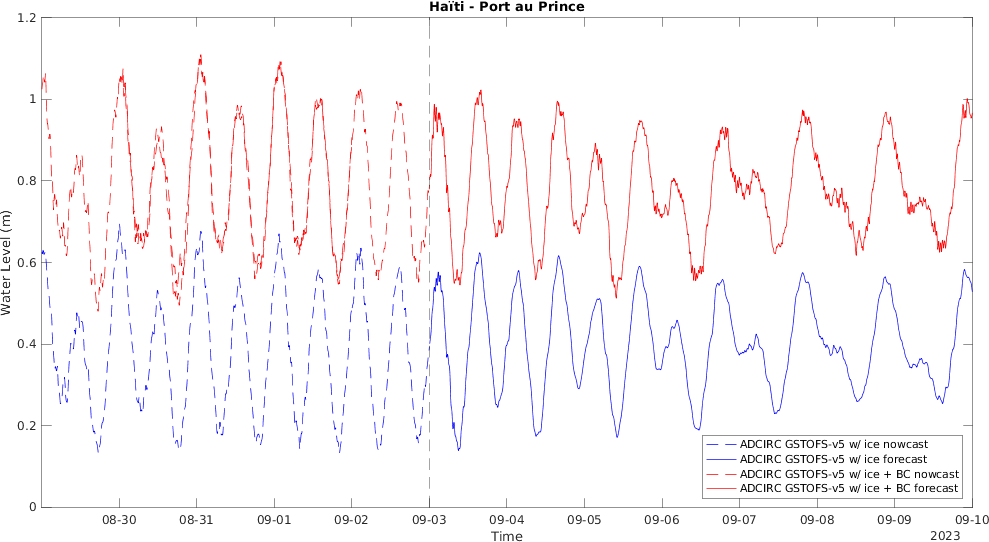 Haïti - Port au Prince
Water Level (m)
1.2
1
0.8
0.6
0.4
0.2
0
08-30 08-31 09-01 09-02 09-03 09-04 09-05 09-06 09-07 09-08 09-09 09-10
Time
2023
ADCIRC GSTOFS-v5 w/ ice nowcast
ADCIRC GSTOFS-v5 w/ ice forecast
ADCIRC GSTOFS-v5 w/ ice + BC nowcast
ADCIRC GSTOFS-v5 w/ ice + BC forecast